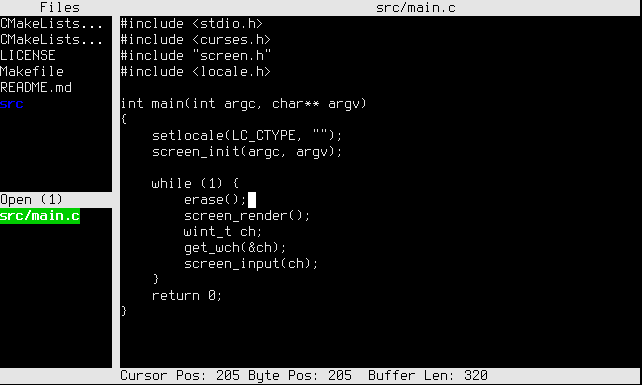 Files
CMakeLists...
CMakeLists...
LICENSE
Makefile
README.md
src
Open (1)
src/main.c
src/main.c
#include <stdio.h>
#include <curses.h>
#include "screen.h"
#include <locale.h>
int main(int argc, char** argv)
{
setlocale(LC_CTYPE, "");
screen_init(argc, argv);
while (1) {
erase();
screen_render();
wint_t ch;
get_wch(&ch);
screen_input(ch);
}
return 0;
}
Cursor Pos: 205 Byte Pos: 205  Buffer Len: 320